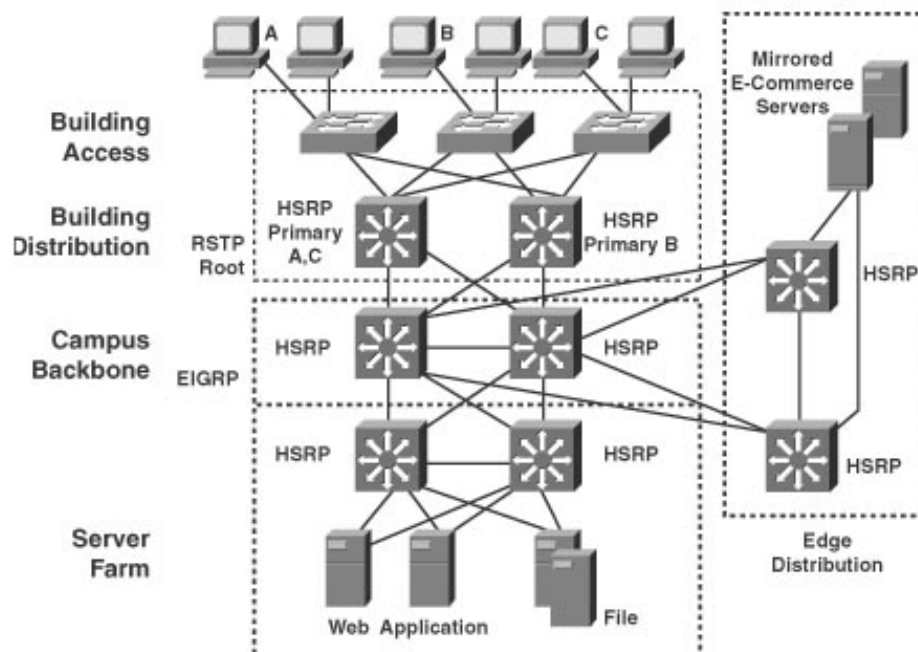 A
B
C
Mirrored
E-Commerce
Servers
Building
Access
Building
Distribution
RSTP
Root
HSRP
Primary
A,C
HSRP
Primary B
HSRP
Campus
Backbone
EIGRP
HSRP
HSRP
HSRP
HSRP
HSRP
Server
Farm
Web
Application
File
Edge
Distribution